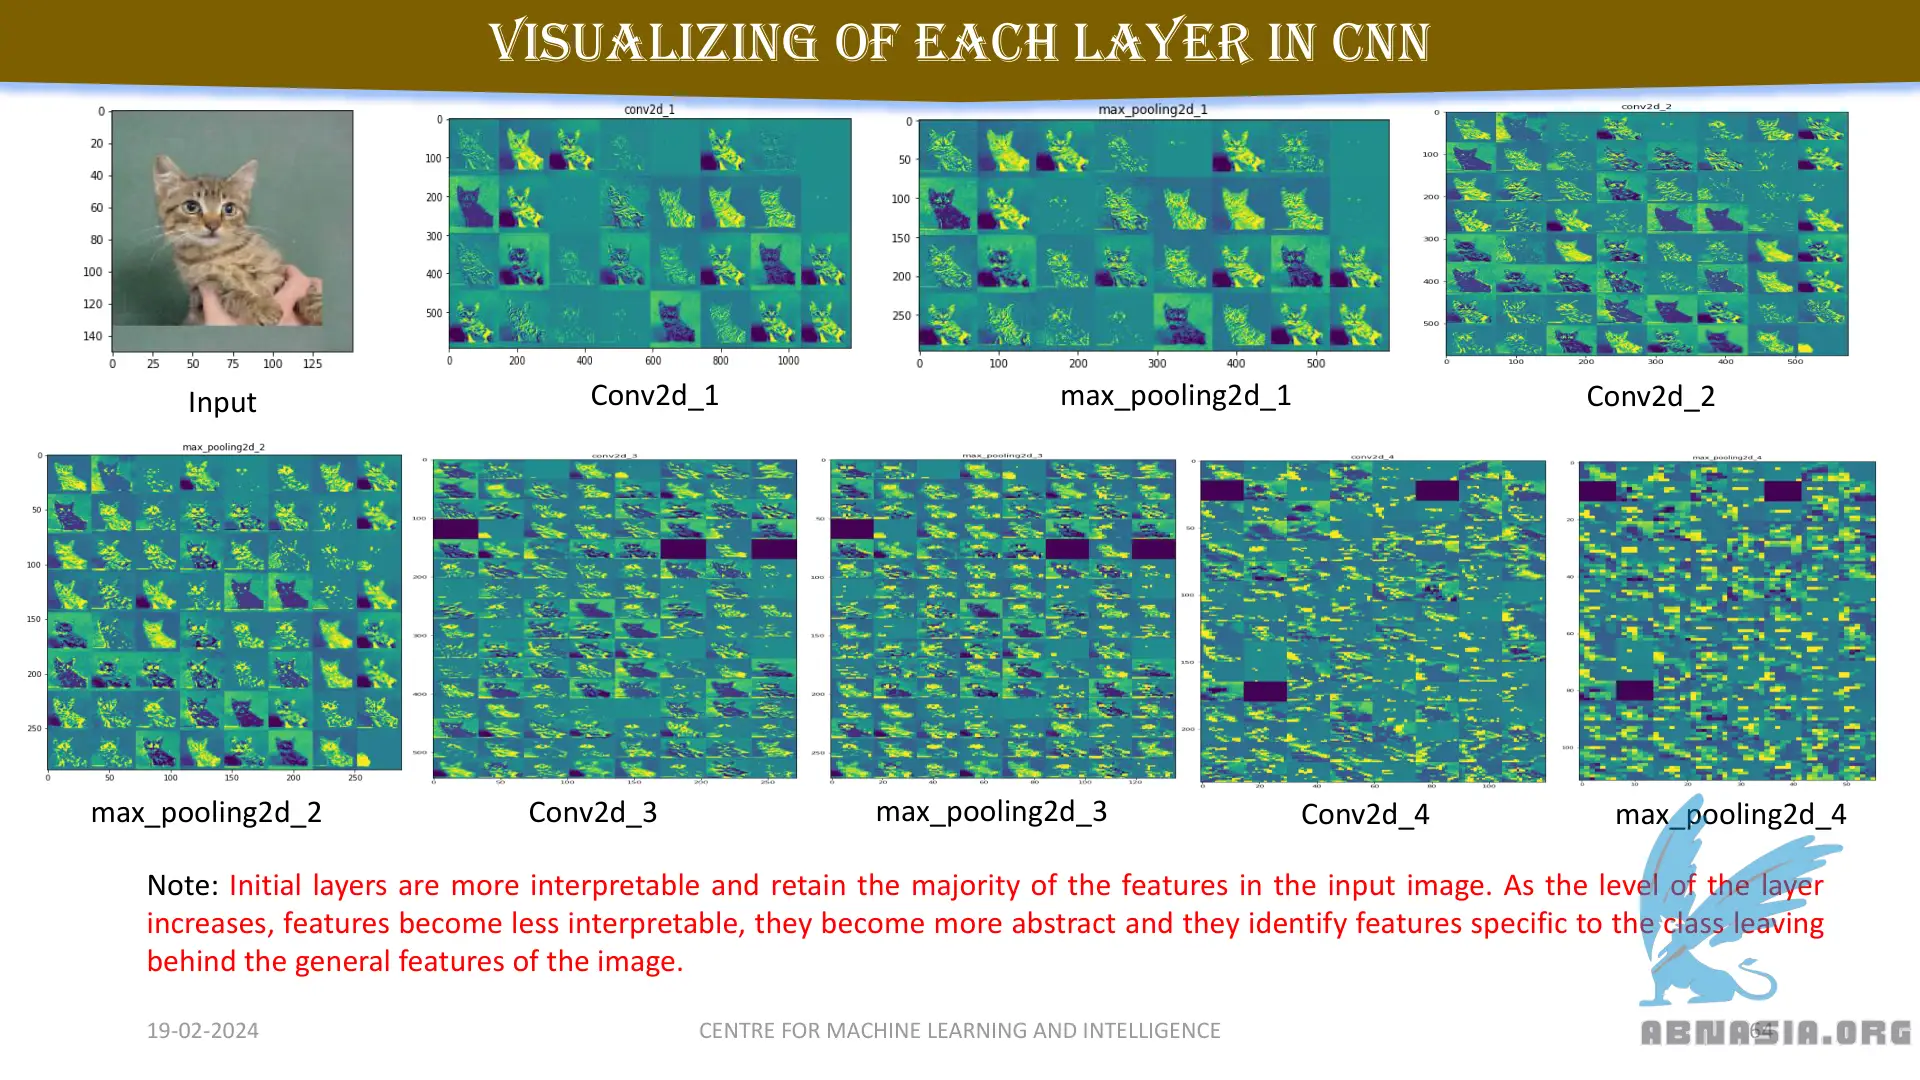 VISUALIZING OF EACH LAYER IN CNN
0
20
40
60
80
100
120
140
0 25 50 75 100 125
Input
conv2d_1
0
100
200
300
400
500
0 200 400 600 800 1000
Conv2d_1
max_pooling2d_1
0
50
100
150
200
250
0 100 200 300 400 500
max_pooling2d_1
conv2d_2
0
100
200
300
400
500
0 100 200 300 400 500
Conv2d_2
max_pooling2d_2
0
50
100
150
200
250
0 50 100 150 200 250
max_pooling2d_2
conv2d_3
0
100
200
300
400
500
0 50 100 150 200 250
Conv2d_3
max_pooling2d_3
0
50
100
150
200
250
0 20 40 60 80 100 120
max_pooling2d_3
conv2d_4
0
50
100
150
200
0 20 40 60 80 100
Conv2d_4
max_pooling2d_4
0
20
40
60
80
100
0 10 20 30 40 50
max_pooling2d_4
Note: Initial layers are more interpretable and retain the majority of the features in the input image. As the level of the layer
increases, features become less interpretable, they become more abstract and they identify features specific to the class leaving
behind the general features of the image.
19-02-2024
CENTRE FOR MACHINE LEARNING AND INTELLIGENCE
64
ABNASIA.ORG